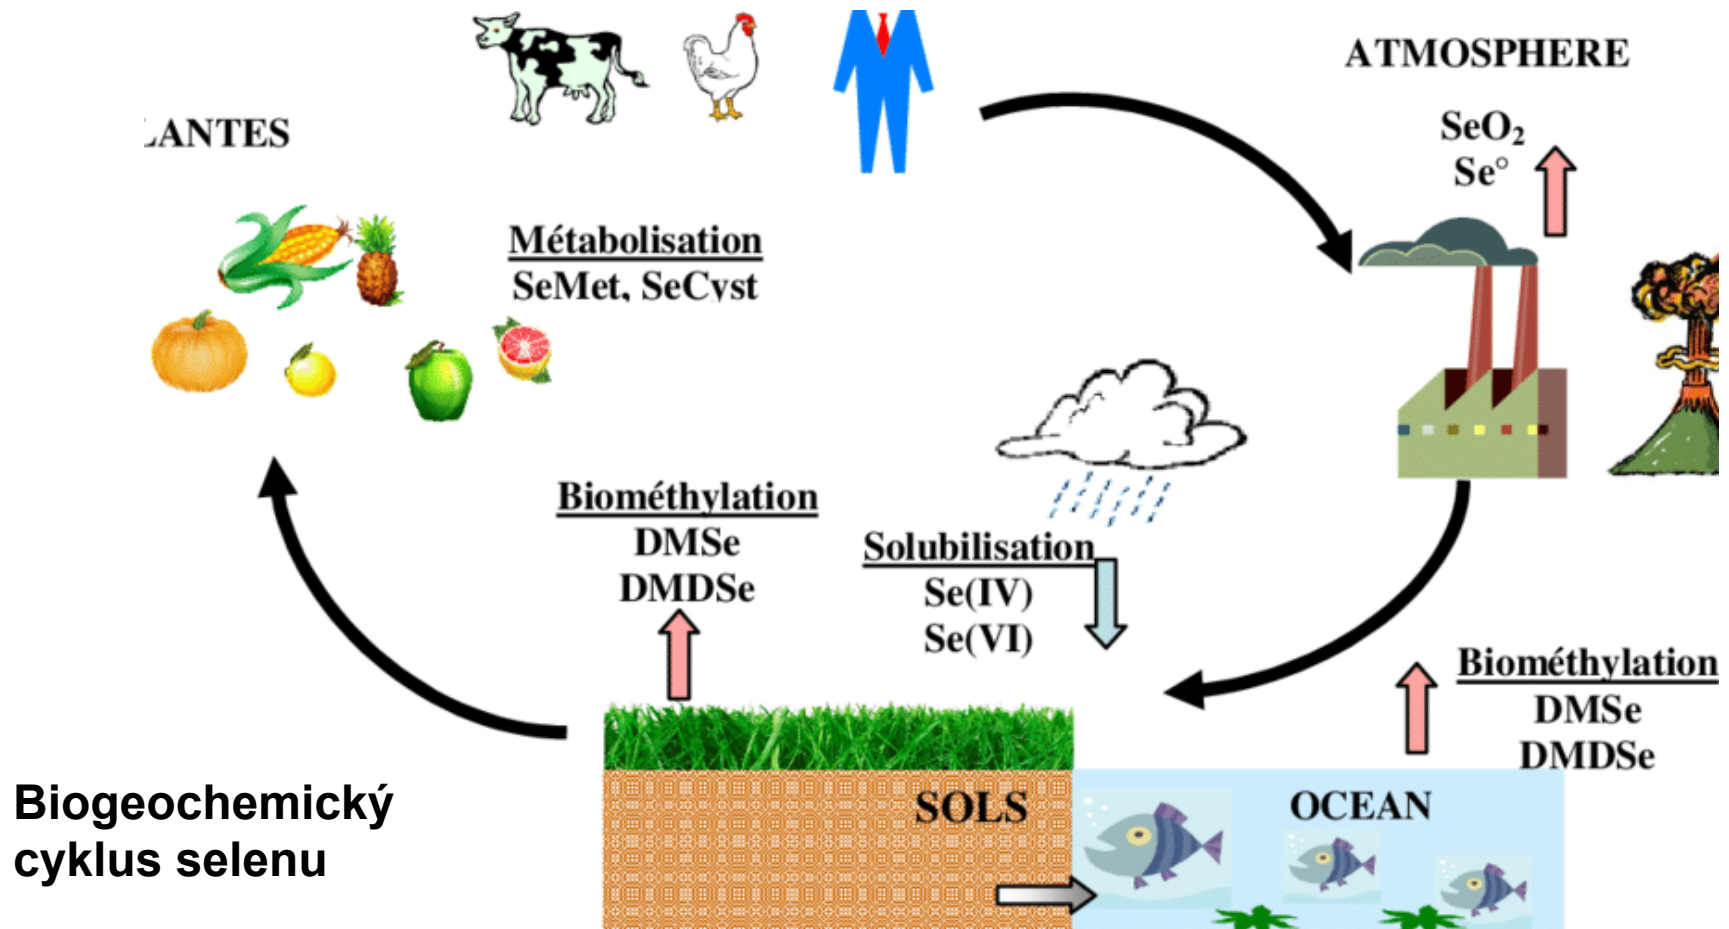 ATMOSPHERE
SeO₂
Se°
LANTES
Métabolisation
SeMet, SeCyst
Biométhylation
DMSe
DMDSe
Solubilisation
Se(IV)
Se(VI)
Biométhylation
DMSe
DMDSe
SOLS
OCEAN
Biogeochemický
cyklus selenu